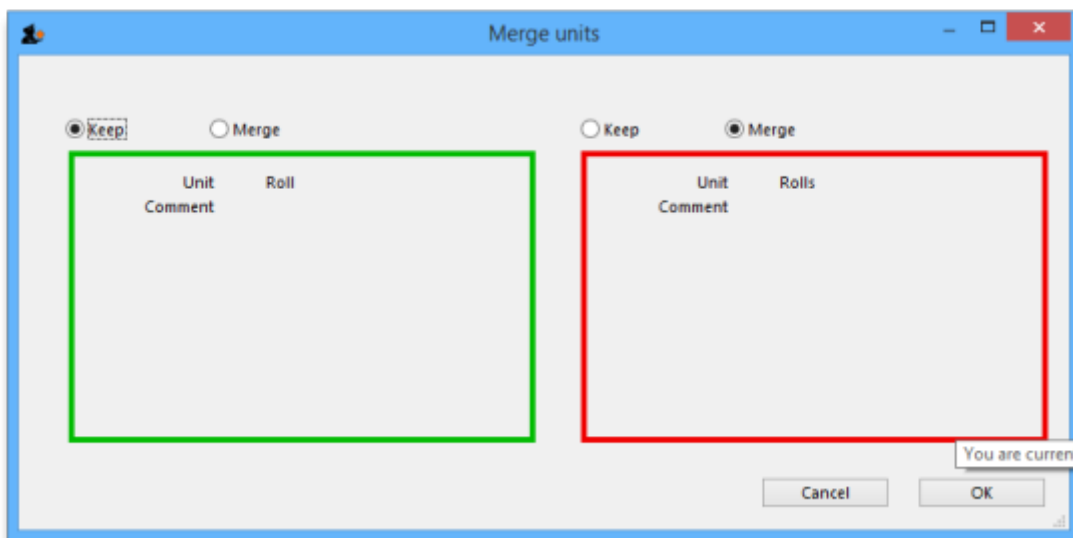 Merge units
Keep Merge Keep Merge
Unit Roll Unit Rolls
Comment Comment
You are curren
Cancel OK